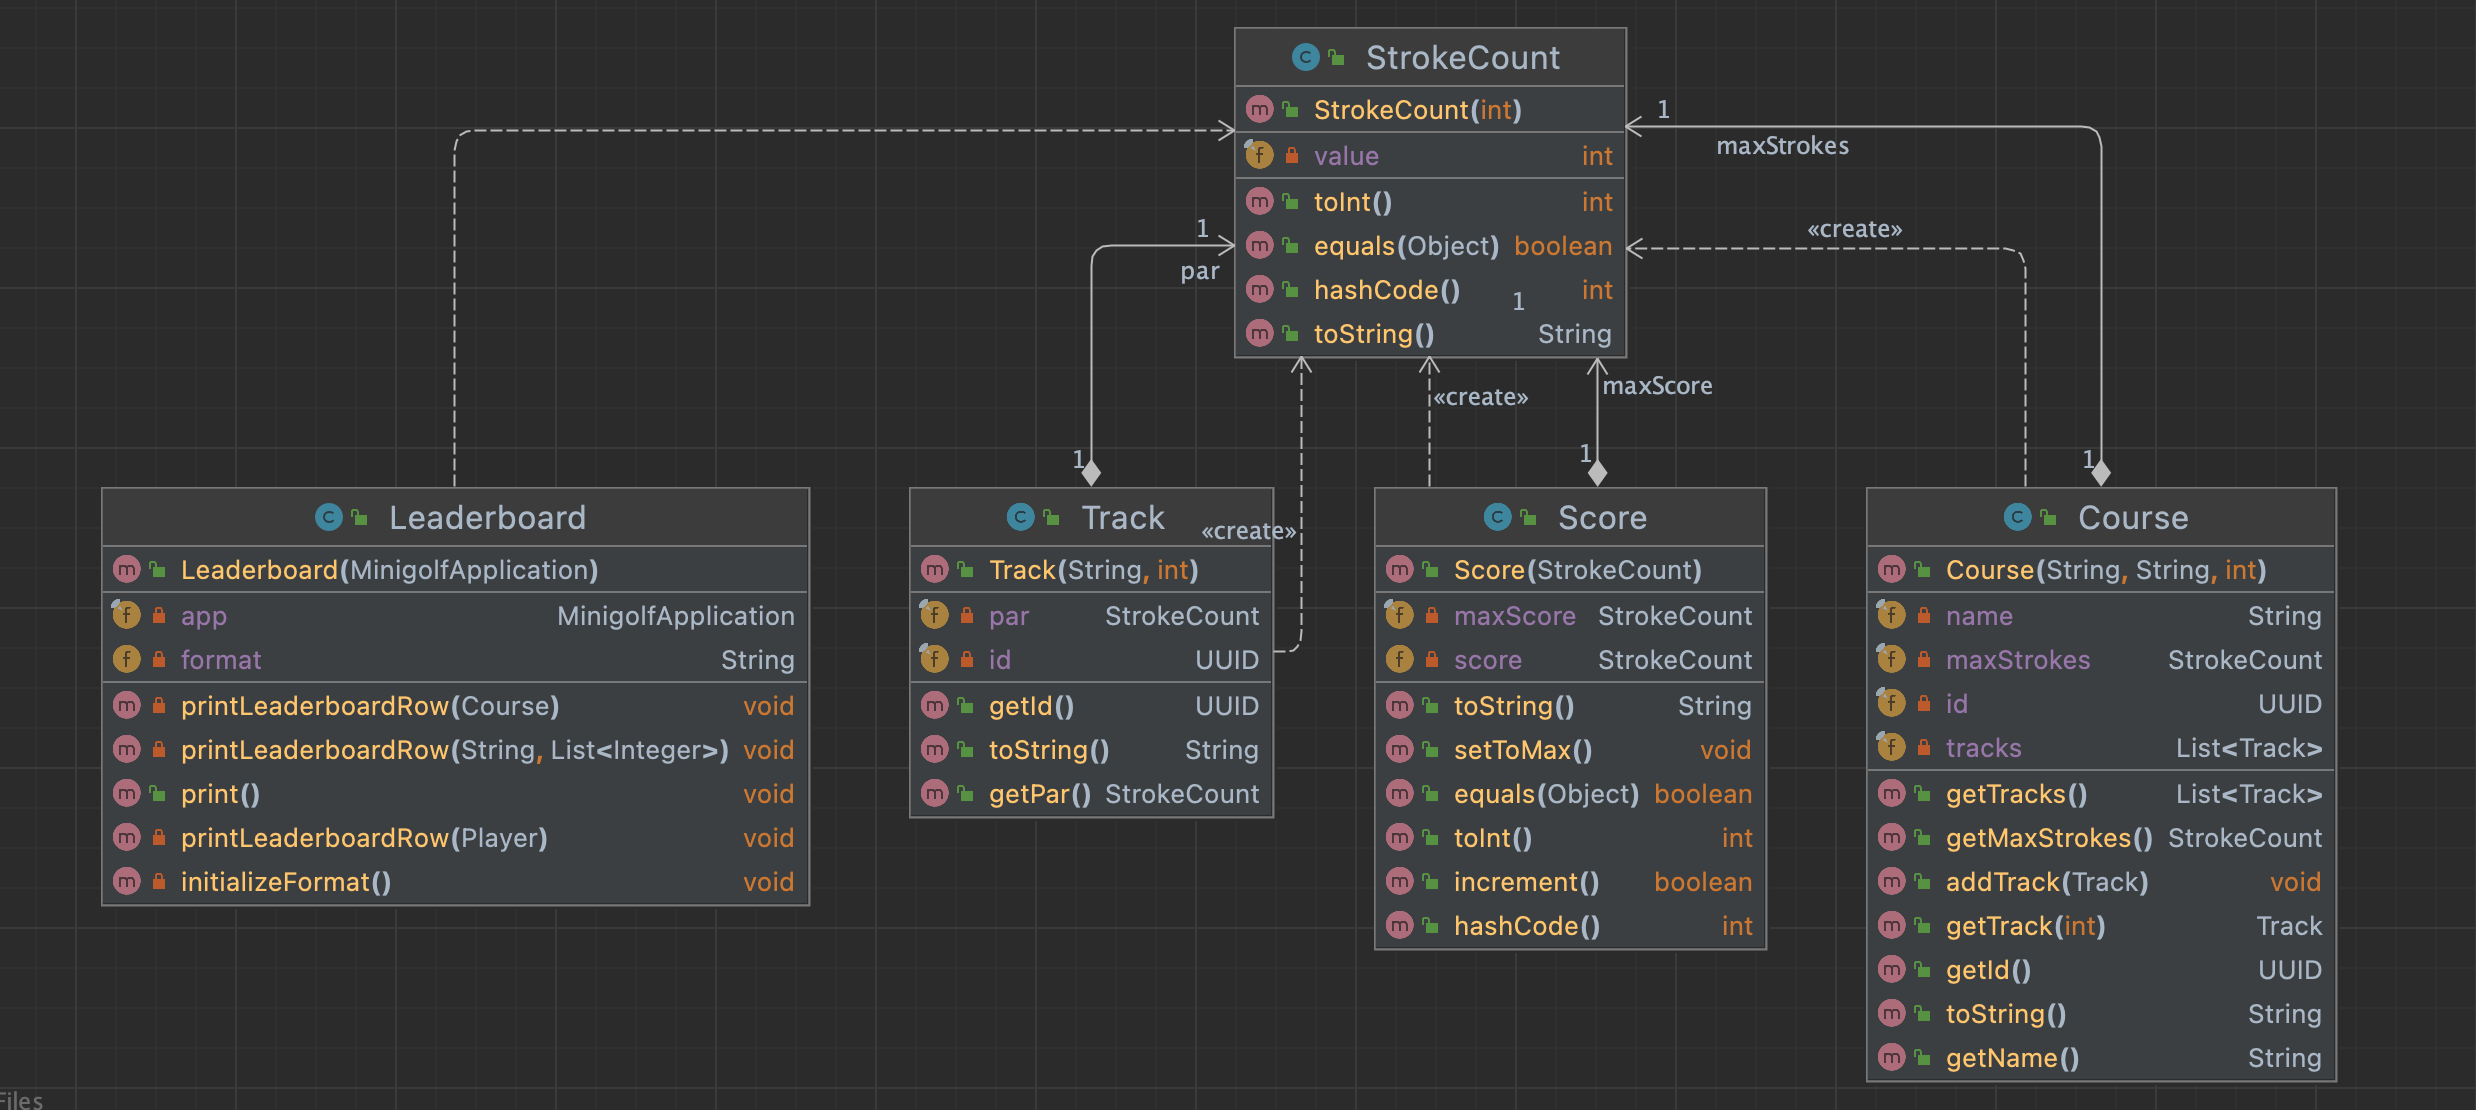 StrokeCount
StrokeCount(int)
value int
toInt() int
equals(Object) boolean
hashCode() int
1
toString() String
1
maxStrokes
«create»
1
par
«create»
maxScore
1
1
1
«create»
Leaderboard
Leaderboard(MinigolfApplication)
app MinigolfApplication
format String
printLeaderboardRow(Course) void
printLeaderboardRow(String, List<Integer>) void
print() void
printLeaderboardRow(Player) void
initializeFormat() void
Track
Track(String, int)
par StrokeCount
id UUID
getId() UUID
toString() String
getPar() StrokeCount
Score
Score(StrokeCount)
maxScore StrokeCount
score StrokeCount
toString() String
setToMax() void
equals(Object) boolean
toInt() int
increment() boolean
hashCode() int
Course
Course(String, String, int)
name String
maxStrokes StrokeCount
id UUID
tracks List<Track>
getTracks() List<Track>
getMaxStrokes() StrokeCount
addTrack(Track) void
getTrack(int) Track
getId() UUID
toString() String
getName() String
Files